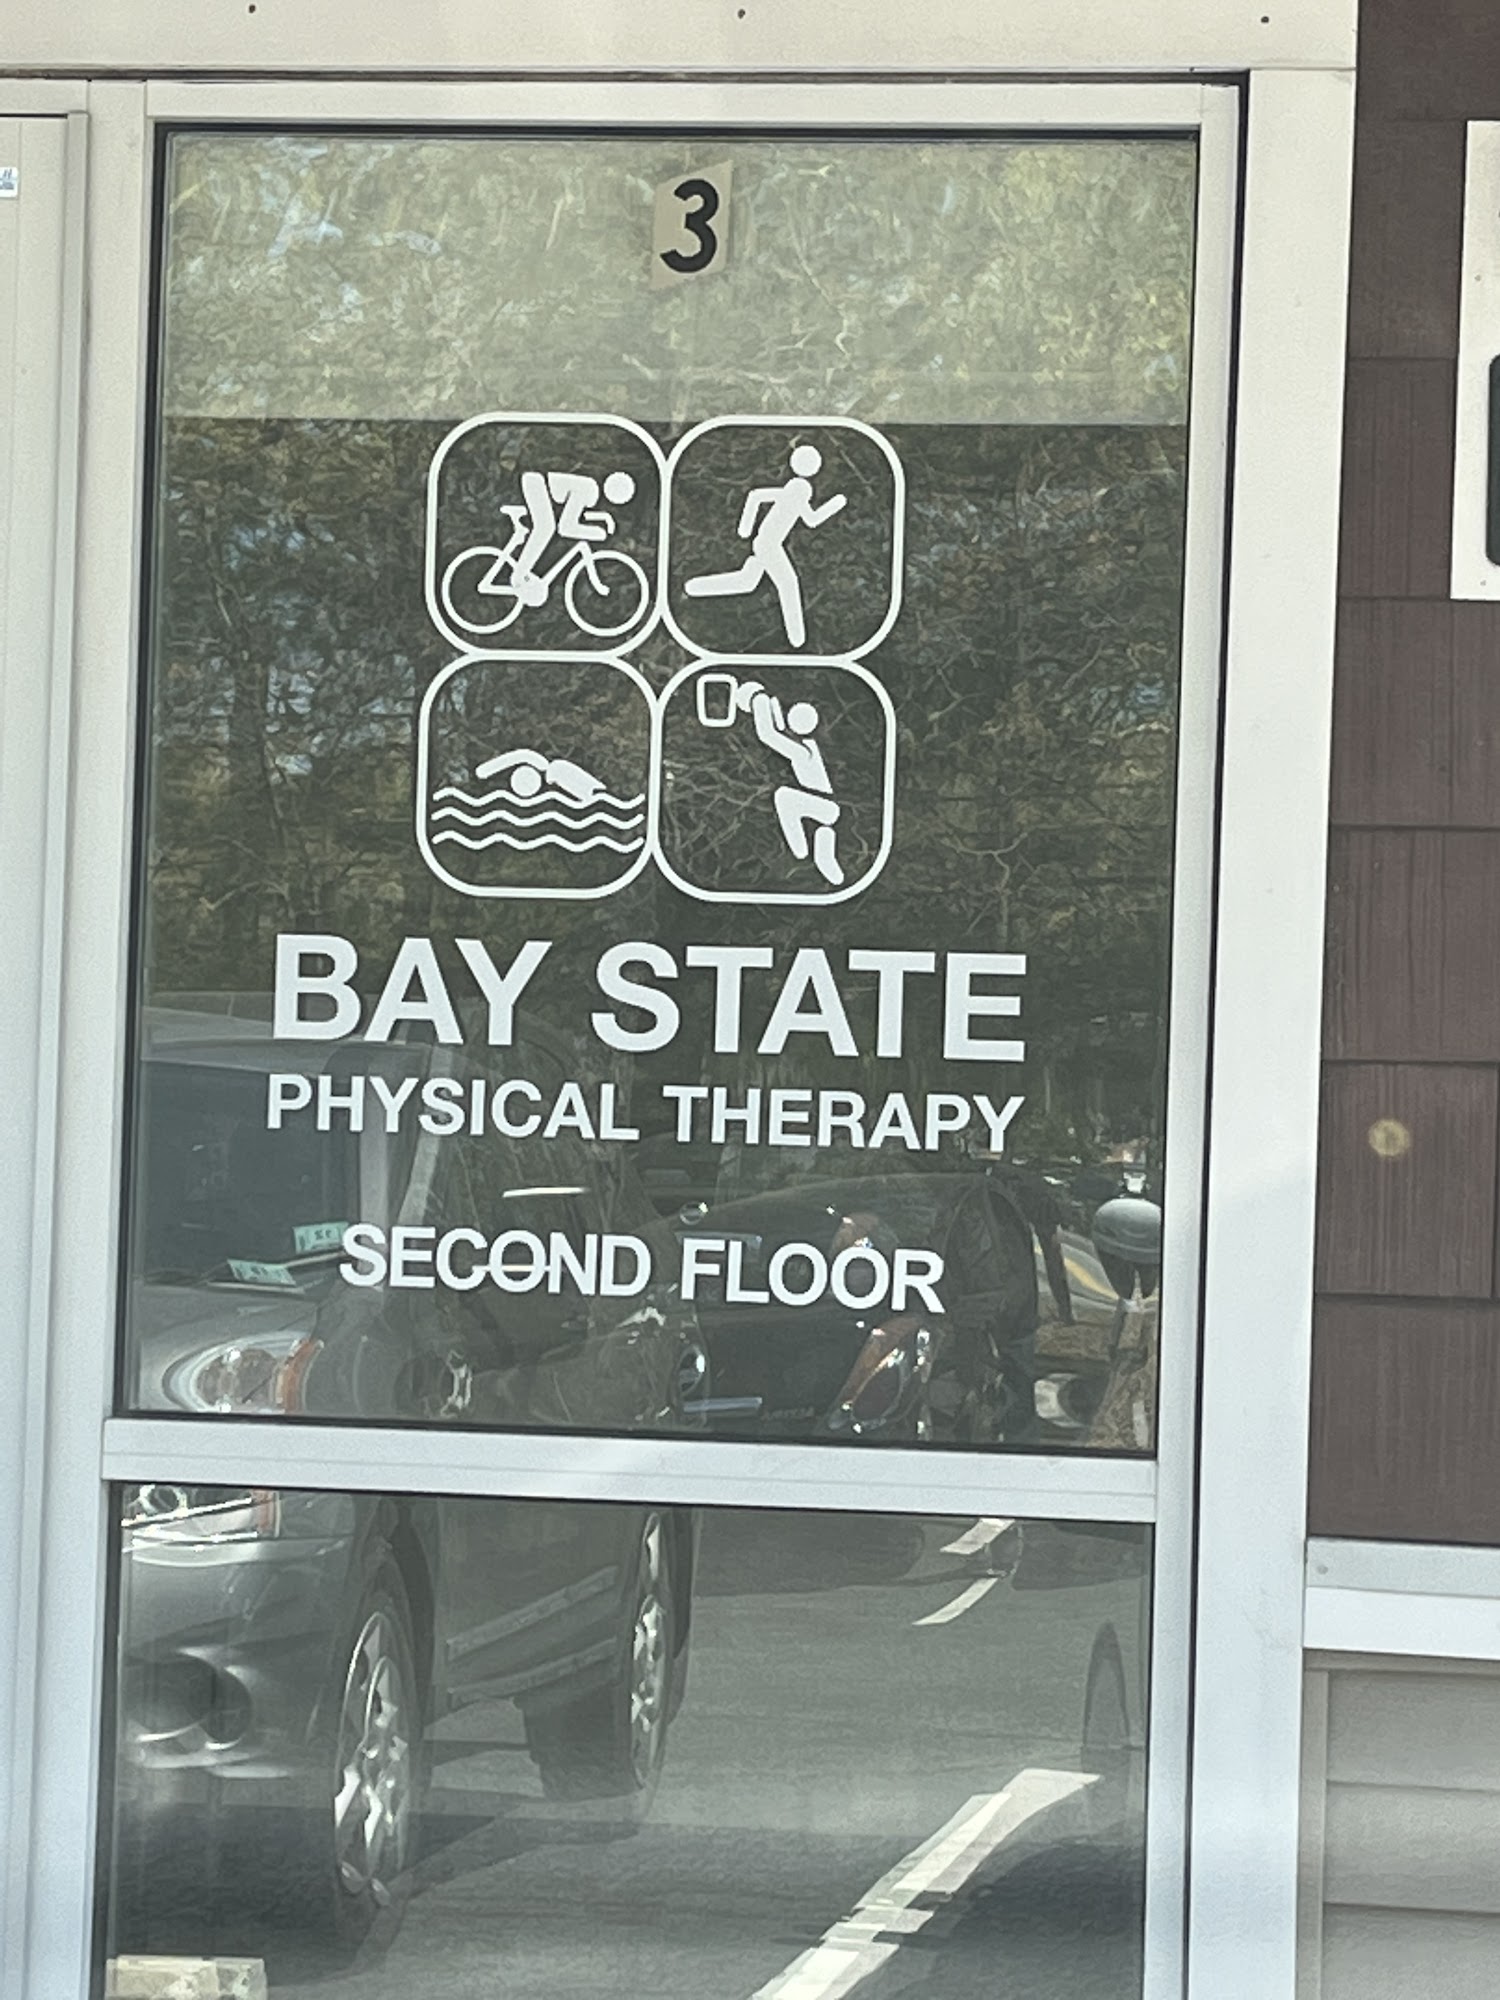 3
BAY STATE
PHYSICAL THERAPY
SECOND FLOOR